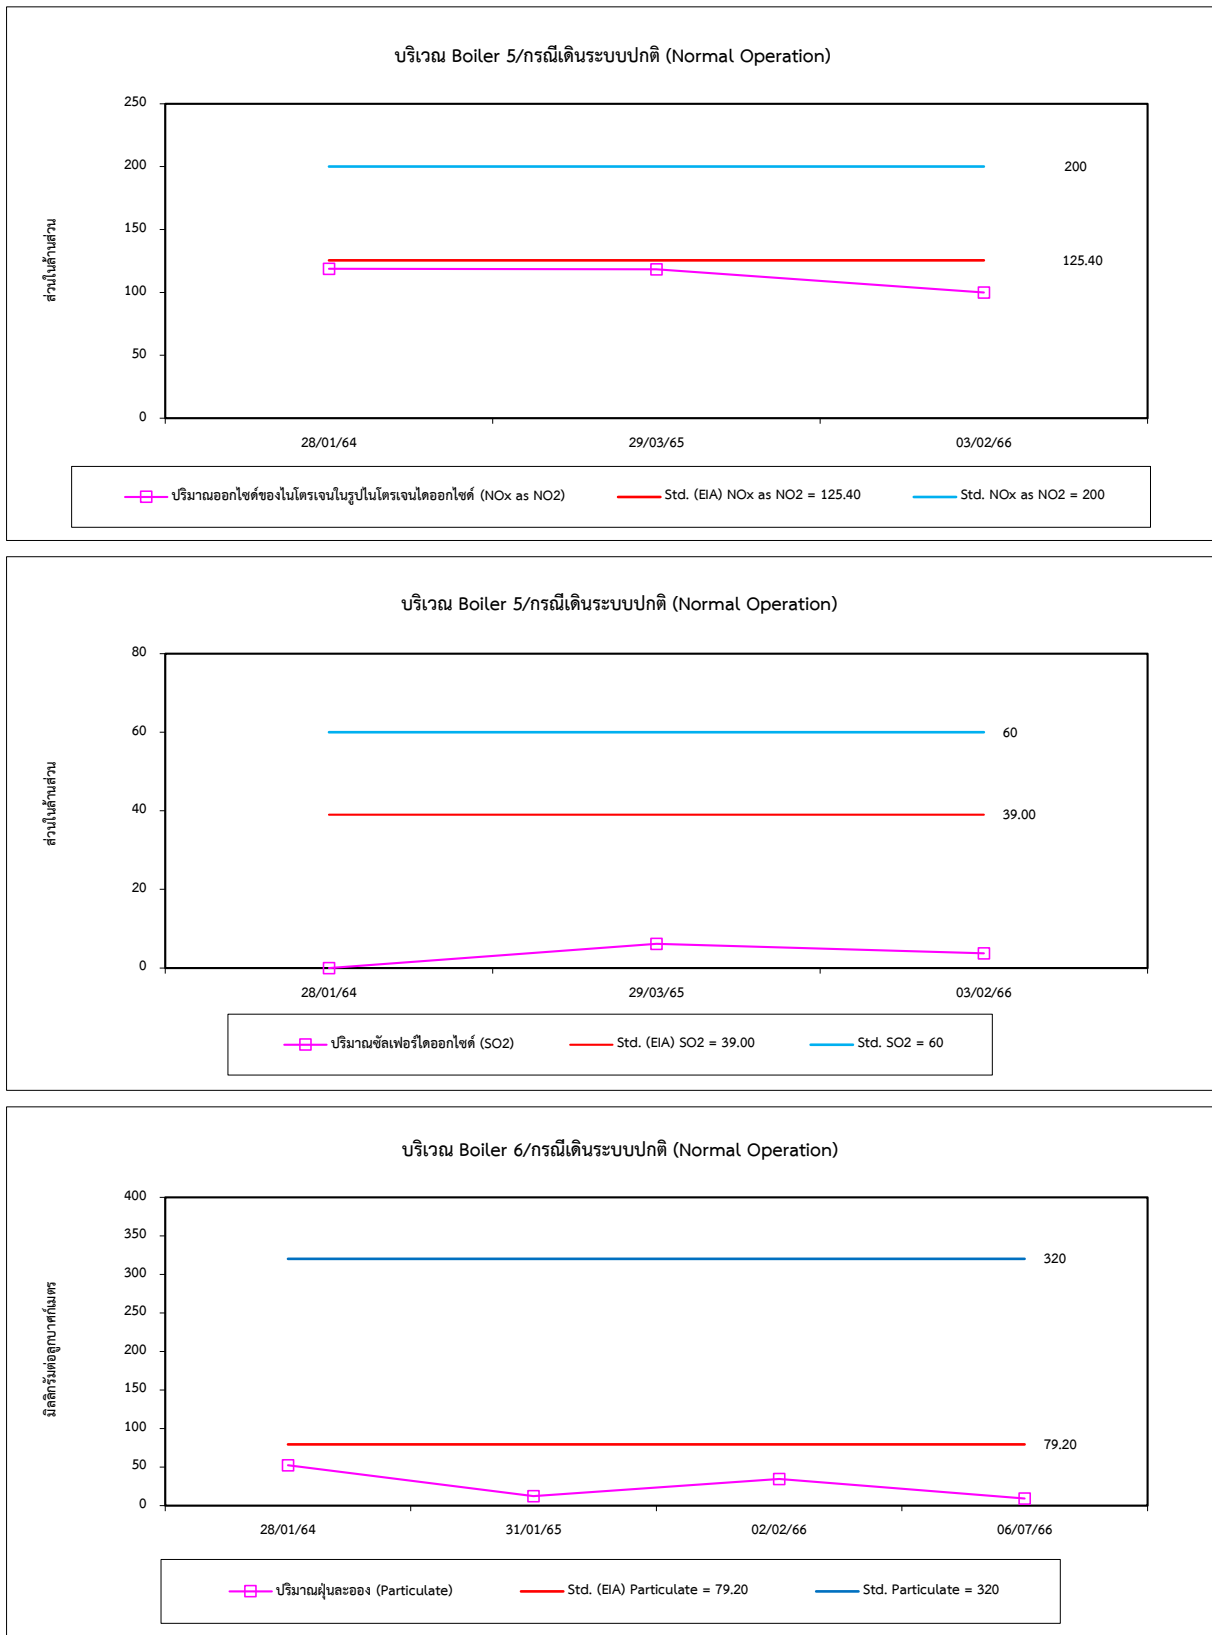 บริเวณ Boiler 5/กรณีเดินระบบปกติ (Normal Operation)
250
200
150
100
50
0
ส่วนในล้านส่วน
200
125.40
28/01/64 29/03/65 03/02/66
ปริมาณออกไซด์ของไนโตรเจนในรูปไนโตรเจนไดออกไซด์ (NOx as NO2) Std. (EIA) NOx as NO2 = 125.40 Std. NOx as NO2 = 200
บริเวณ Boiler 5/กรณีเดินระบบปกติ (Normal Operation)
80
60
40
20
0
ส่วนในล้านส่วน
60
39.00
28/01/64 29/03/65 03/02/66
ปริมาณซัลเฟอร์ไดออกไซด์ (SO2) Std. (EIA) SO2 = 39.00 Std. SO2 = 60
บริเวณ Boiler 6/กรณีเดินระบบปกติ (Normal Operation)
400
350
300
250
200
150
100
50
0
มิลลิกรัมต่อลูกบาศก์เมตร
320
79.20
28/01/64 31/01/65 02/02/66 06/07/66
ปริมาณฝุ่นละออง (Particulate) Std. (EIA) Particulate = 79.20 Std. Particulate = 320